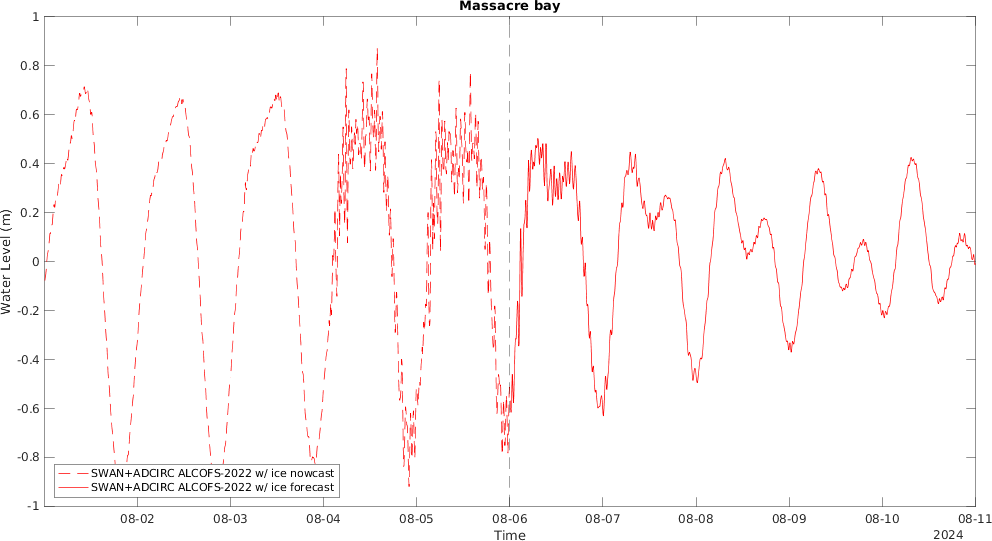 Massacre bay
Water Level (m)
1
0.8
0.6
0.4
0.2
0
-0.2
-0.4
-0.6
-0.8
-1
SWAN+ADCIRC ALCOFS-2022 w/ ice nowcast
SWAN+ADCIRC ALCOFS-2022 w/ ice forecast
08-02 08-03 08-04 08-05 08-06 08-07 08-08 08-09 08-10 08-11
Time
2024